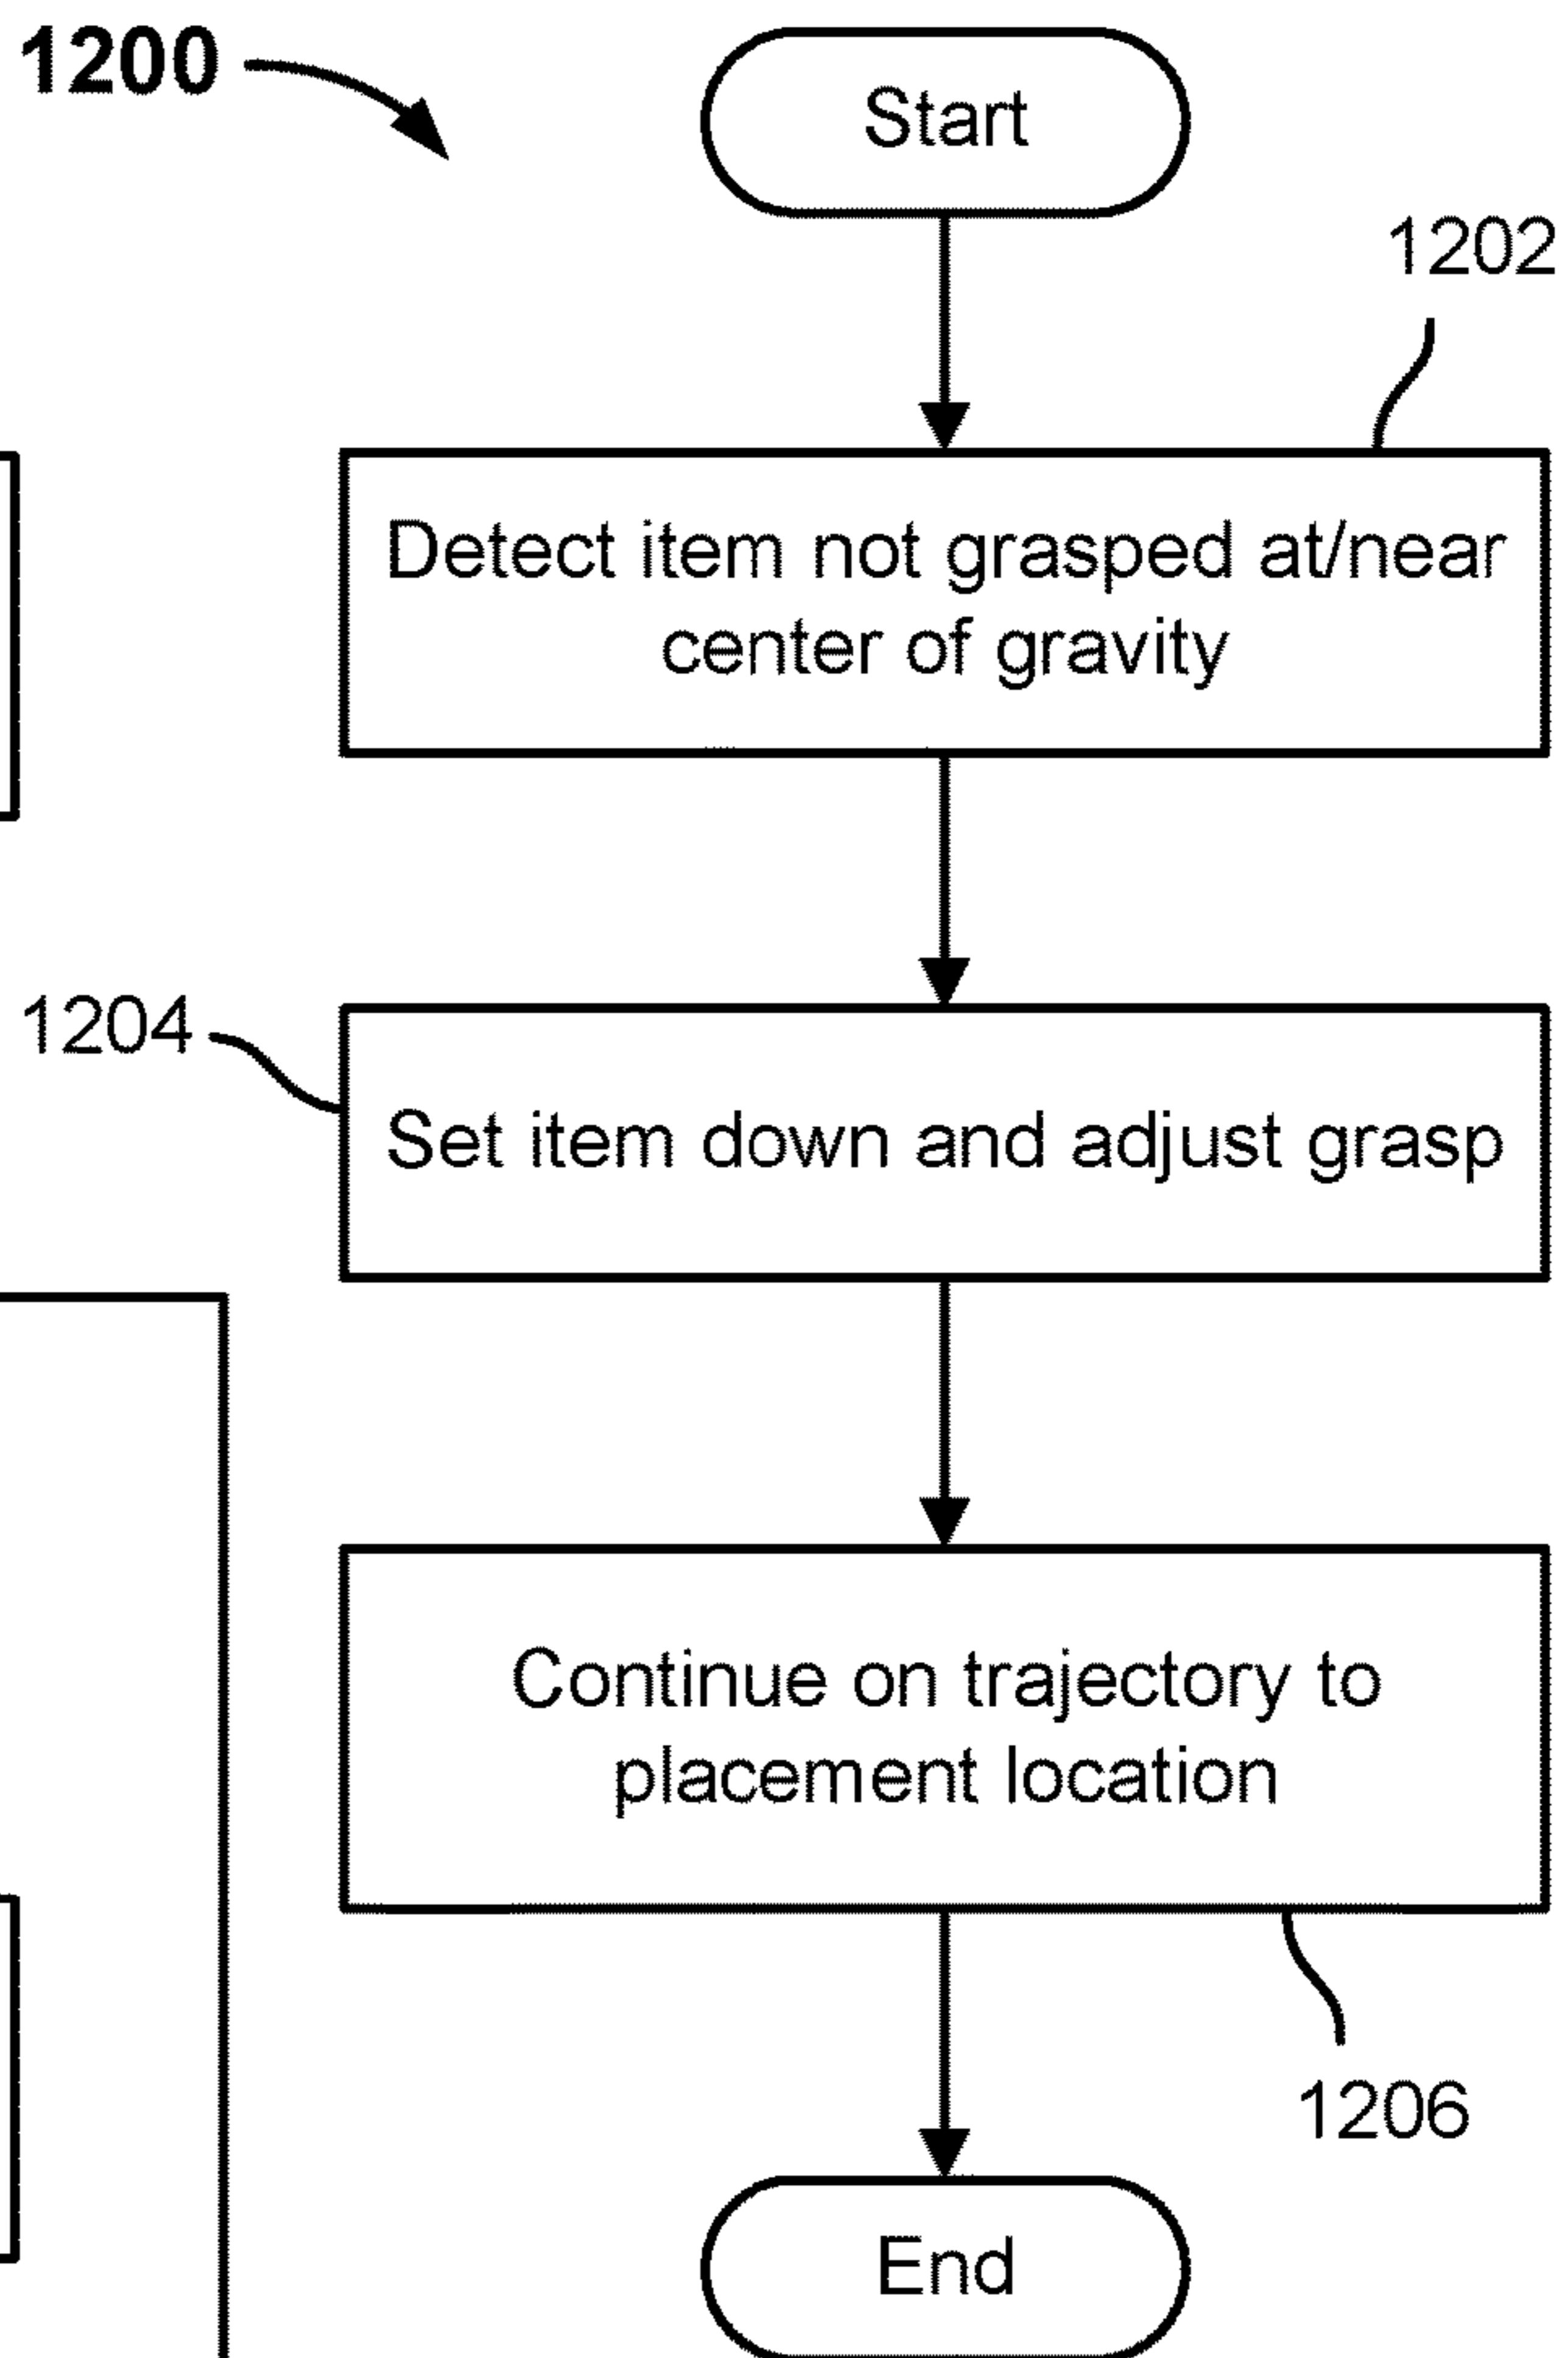 1200
Start
1202
Detect item not grasped at/near
center of gravity
1204
Set item down and adjust grasp
Continue on trajectory to
placement location
1206
End